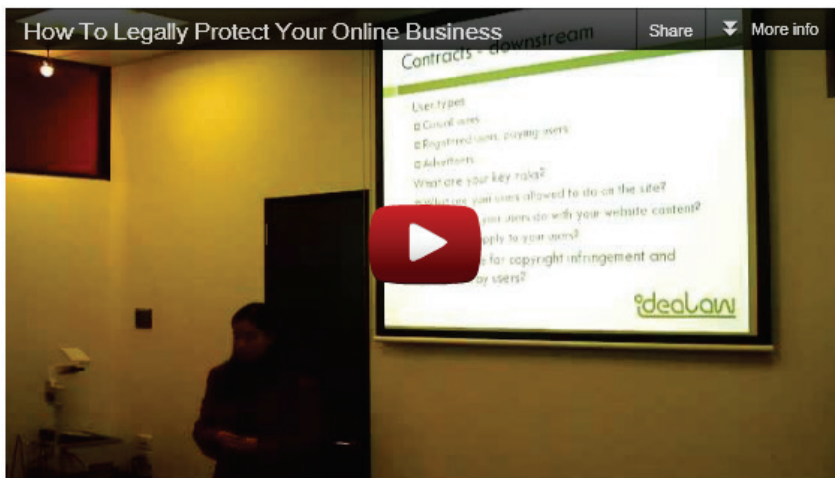 How To Legally Protect Your Online Business
Share
More info
Contracts - downstream
User types
Casual users
Registered users, paying users
Advertisers
What are your key risks?
What are your users allowed to do on the site?
your users do with your website content?
apply to your users?
for copyright infringement and
by users?
idealaw